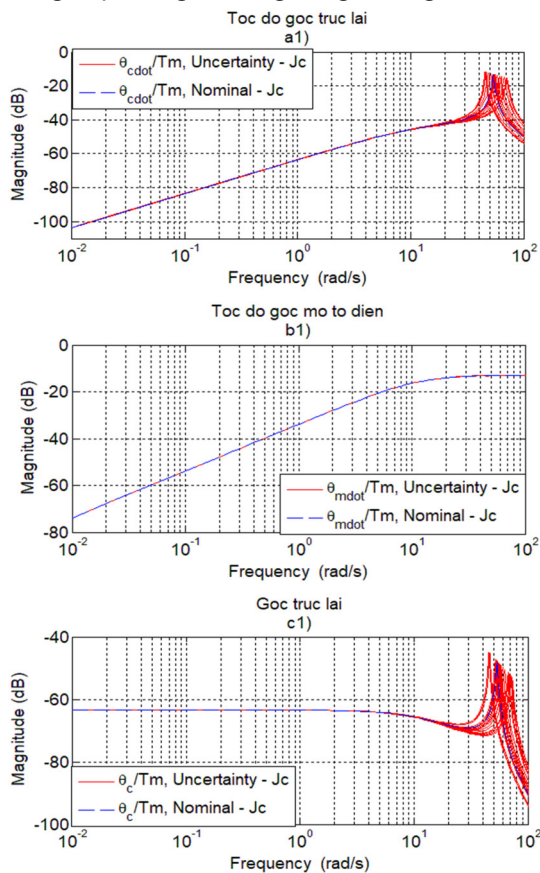 Toc do goc truc lai
a1)
0
-20
-40
-60
-80
-100
Magnitude (dB)
θcdot/Tm, Uncertainty - Jc
θcdot/Tm, Nominal - Jc
10^-2 10^-1 10^0 10^1 10^2
Frequency (rad/s)
Toc do goc mo to dien
b1)
0
-20
-40
-60
-80
Magnitude (dB)
θmdot/Tm, Uncertainty - Jc
θmdot/Tm, Nominal - Jc
10^-2 10^-1 10^0 10^1 10^2
Frequency (rad/s)
Goc truc lai
c1)
-40
-60
-80
-100
Magnitude (dB)
θc/Tm, Uncertainty - Jc
θc/Tm, Nominal - Jc
10^-2 10^-1 10^0 10^1 10^2
Frequency (rad/s)